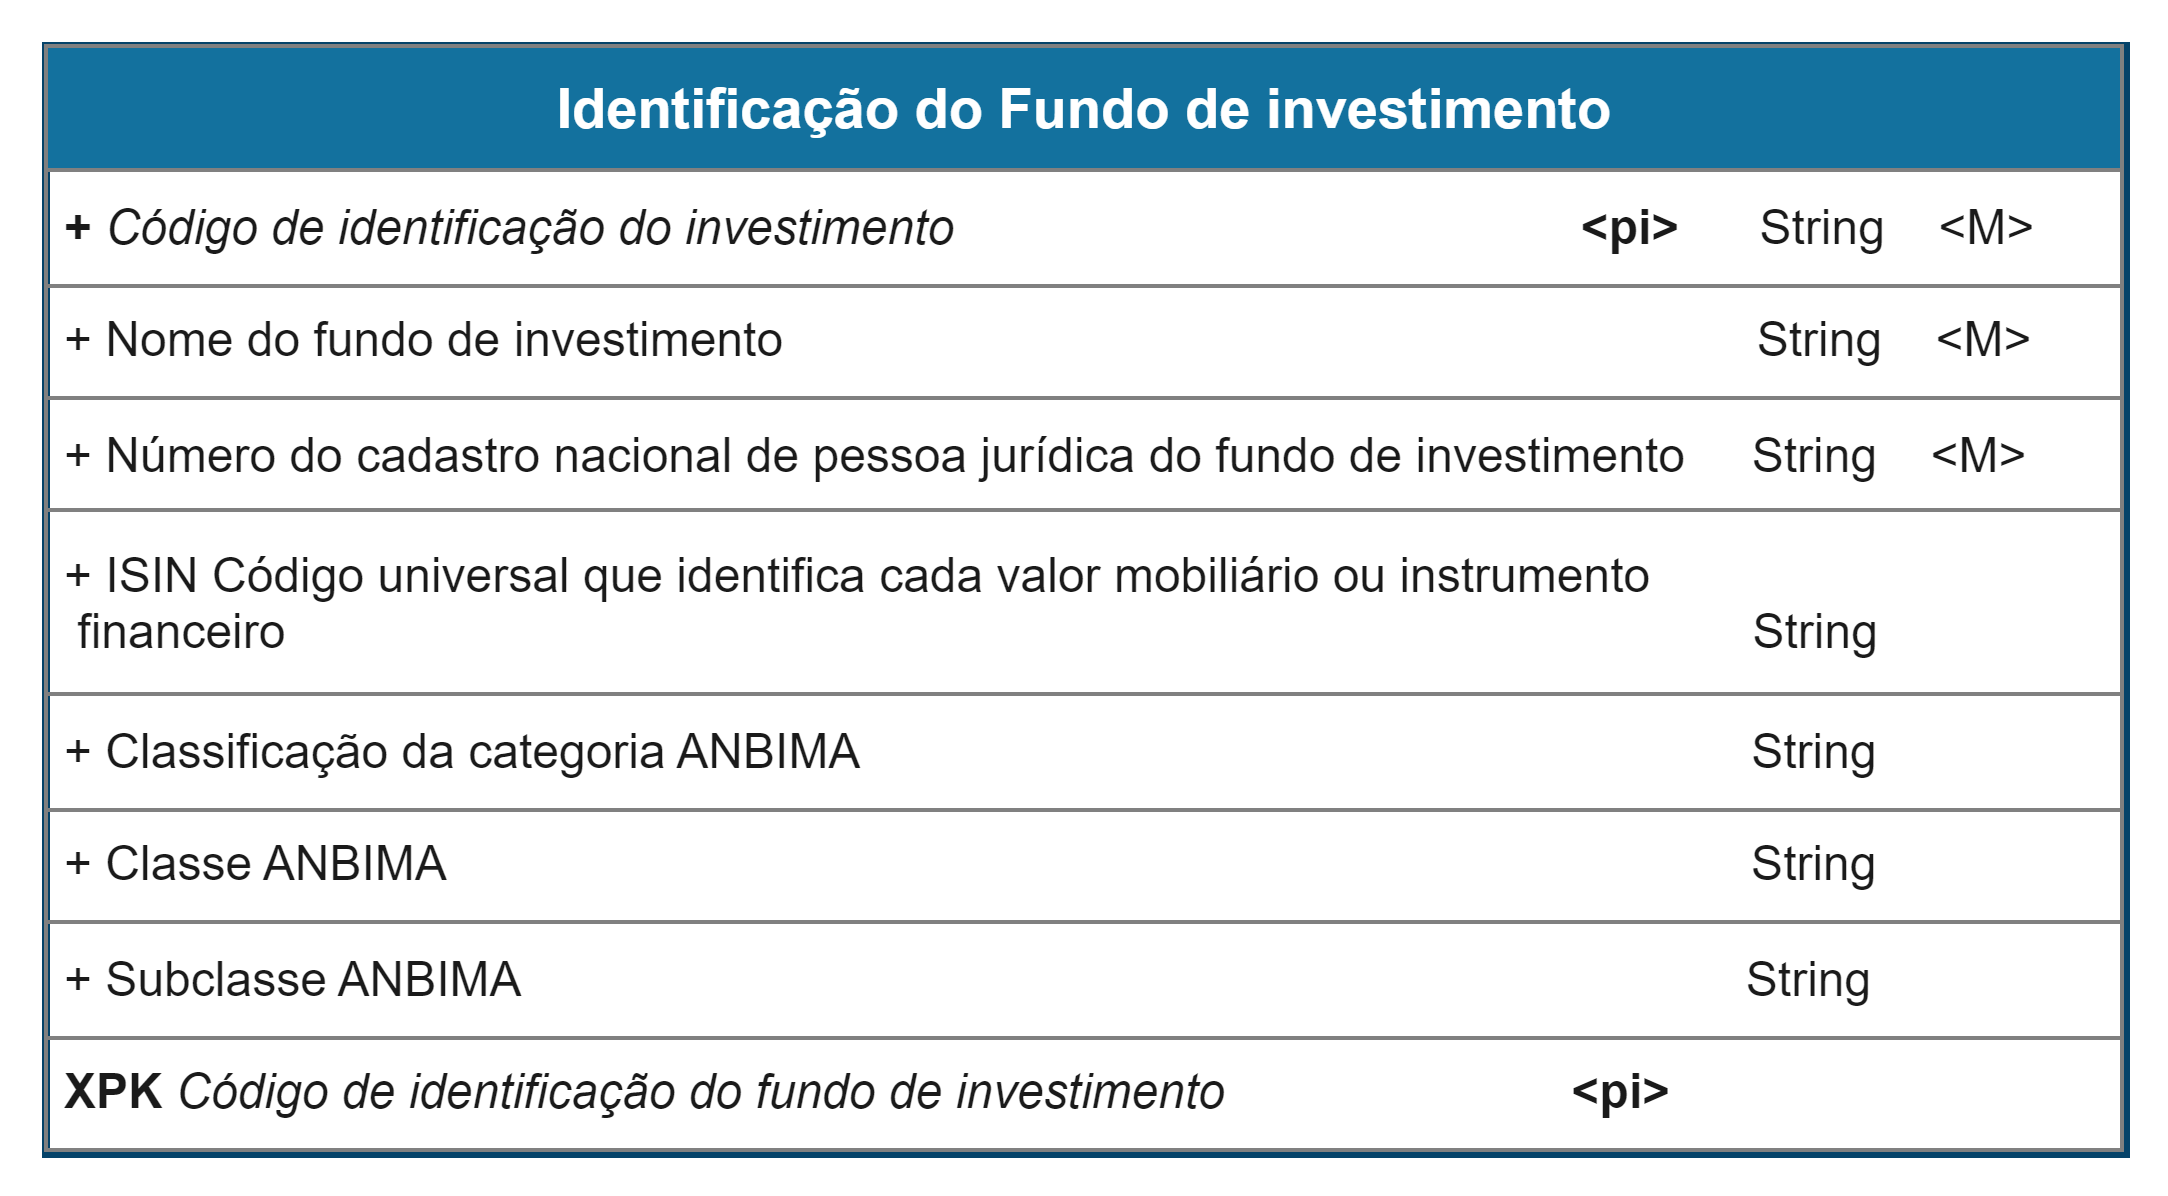 Identificação do Fundo de investimento
+ Código de identificação do investimento <pi> String <M>
+ Nome do fundo de investimento String <M>
+ Número do cadastro nacional de pessoa jurídica do fundo de investimento String <M>
+ ISIN Código universal que identifica cada valor mobiliário ou instrumento
financeiro String
+ Classificação da categoria ANBIMA String
+ Classe ANBIMA String
+ Subclasse ANBIMA String
XPK Código de identificação do fundo de investimento <pi>